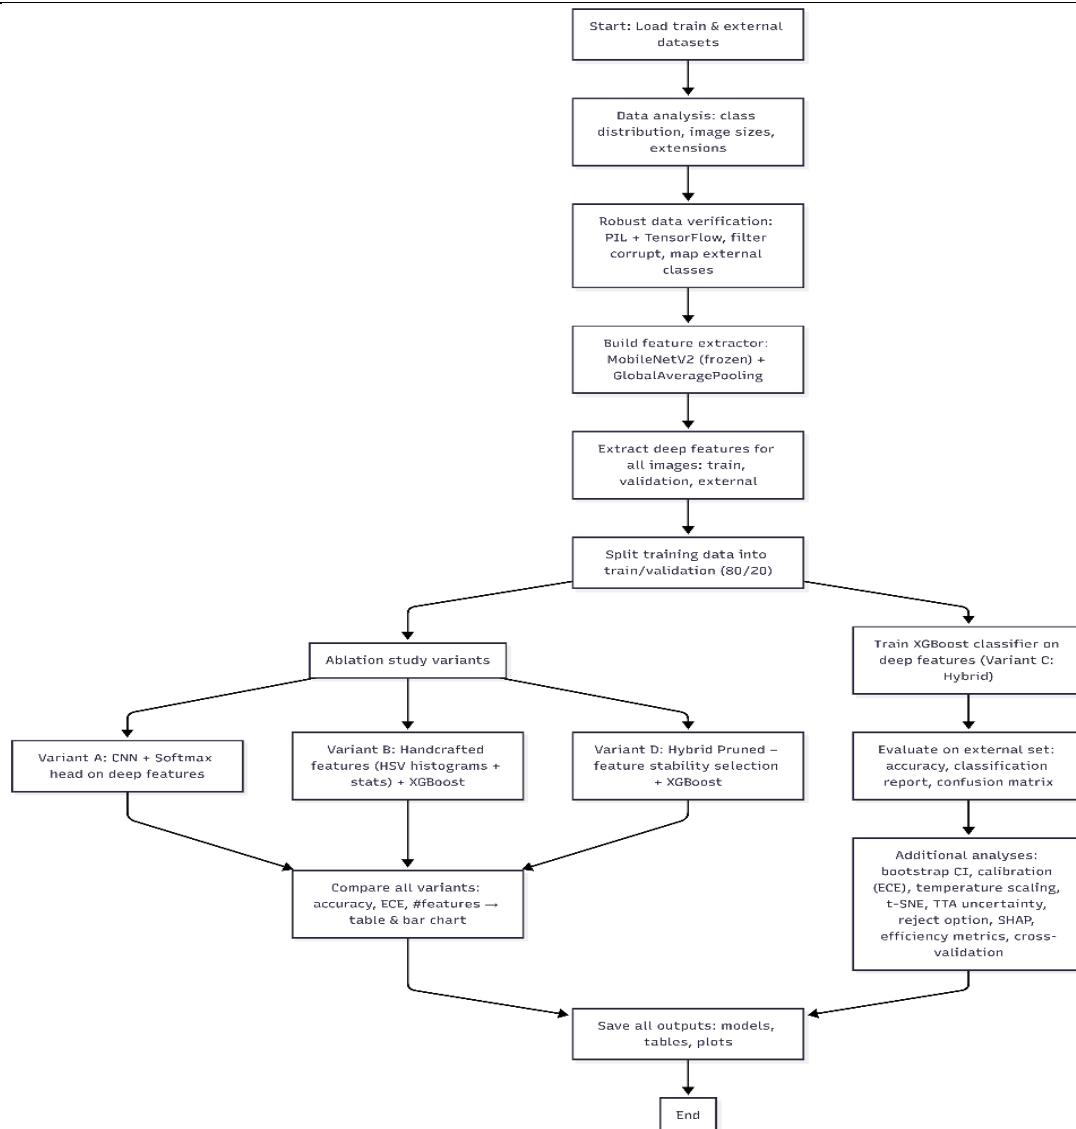 Start: Load train & external
datasets
Data analysis: class
distribution, image sizes,
extensions
Robust data verification:
PIL + TensorFlow, filter
corrupt, map external
classes
Build feature extractor:
MobileNetV2 (frozen) +
GlobalAveragePooling
Extract deep features for
all images: train,
validation, external
Split training data into
train/validation (80/20)
Ablation study variants
Train XGBoost classifier on
deep features (Variant C:
Hybrid)
Variant A: CNN + Softmax
head on deep features
Variant B: Handcrafted
features (HSV histograms +
stats) + XGBoost
Variant D: Hybrid Pruned –
feature stability selection
+ XGBoost
Evaluate on external set:
accuracy, classification
report, confusion matrix
Compare all variants:
accuracy, ECE, #features →
table & bar chart
Additional analyses:
bootstrap CI, calibration
(ECE), temperature scaling,
t-SNE, TTA uncertainty,
reject option, SHAP,
efficiency metrics, cross-
validation
Save all outputs: models,
tables, plots
End